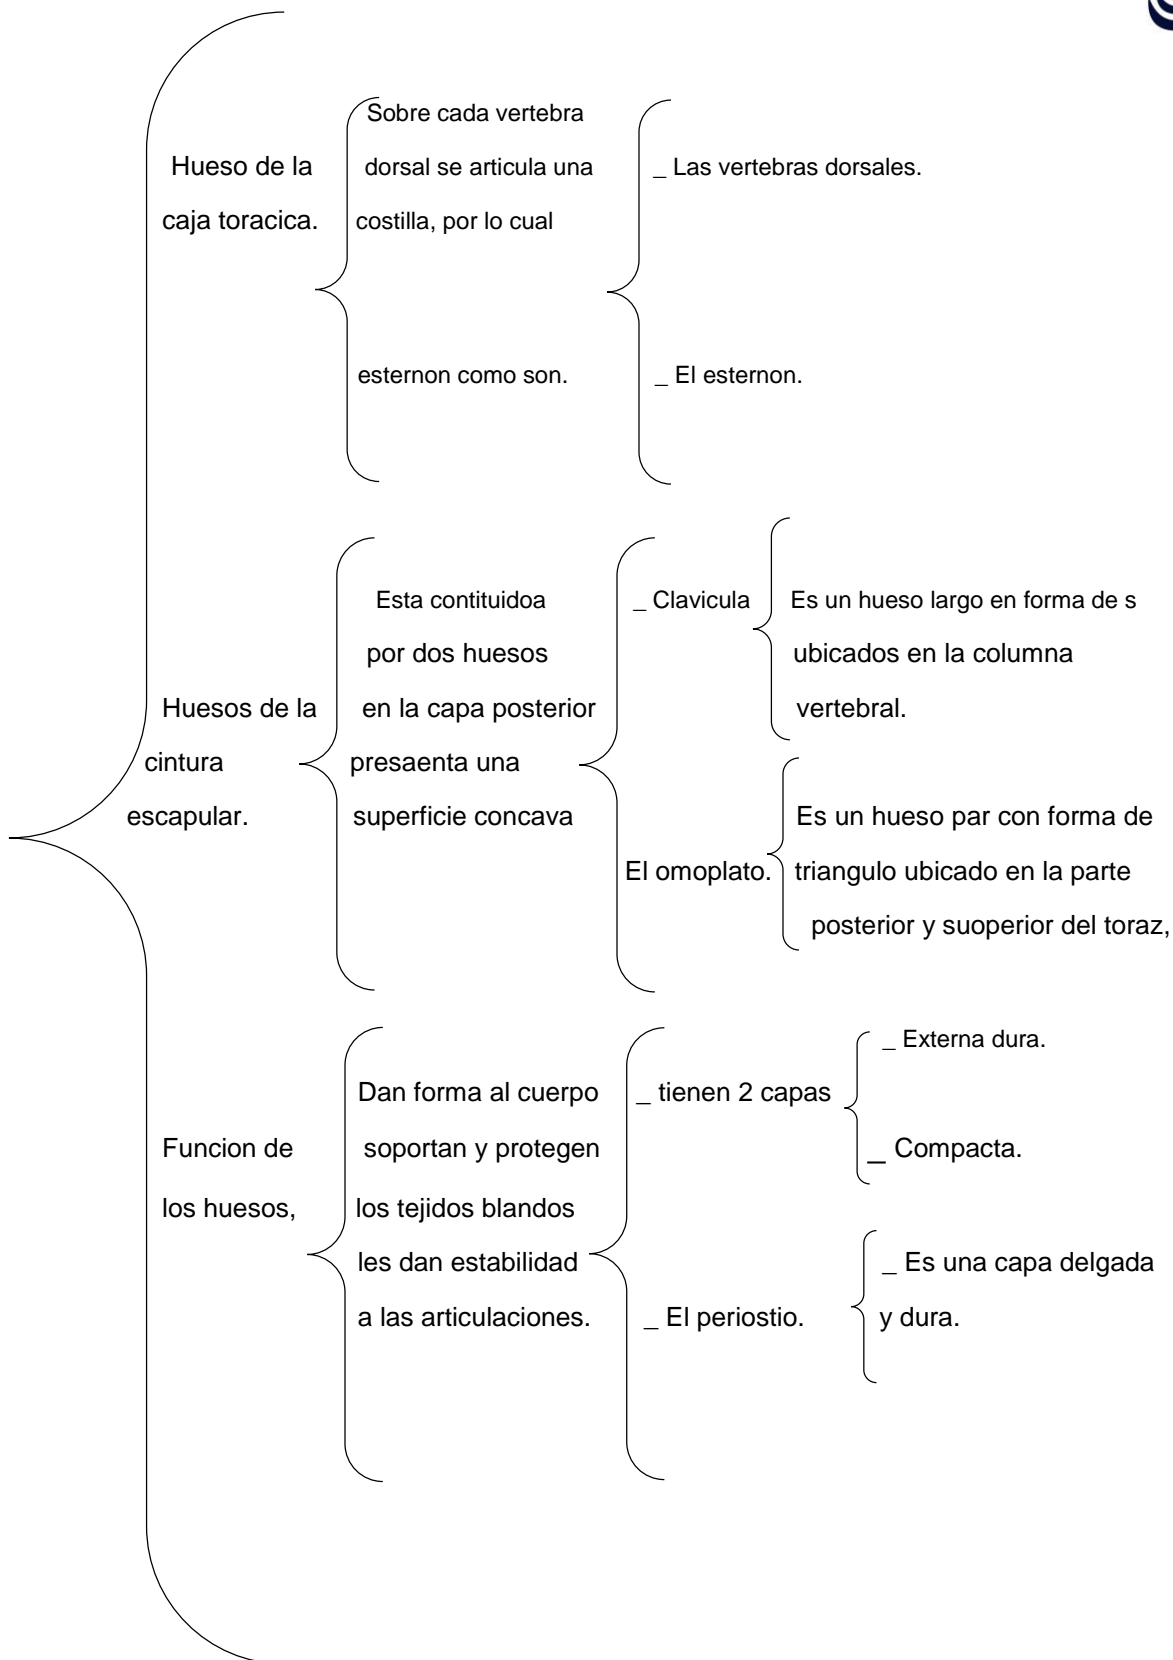 Hueso de la
caja toracica.
Sobre cada vertebra
dorsal se articula una
costilla, por lo cual
esternon como son.
_ Las vertebras dorsales.
_ El esternon.
Huesos de la
cintura
escapular.
Esta contituidoa
por dos huesos
en la capa posterior
presaenta una
superficie concava
_ Clavicula
Es un hueso largo en forma de s
ubicados en la columna
vertebral.
El omoplato.
Es un hueso par con forma de
triangulo ubicado en la parte
posterior y suoperior del toraz,
Funcion de
los huesos,
Dan forma al cuerpo
soportan y protegen
los tejidos blandos
les dan estabilidad
a las articulaciones.
_ tienen 2 capas
_ Externa dura.
_ Compacta.
_ El periostio.
_ Es una capa delgada
y dura.